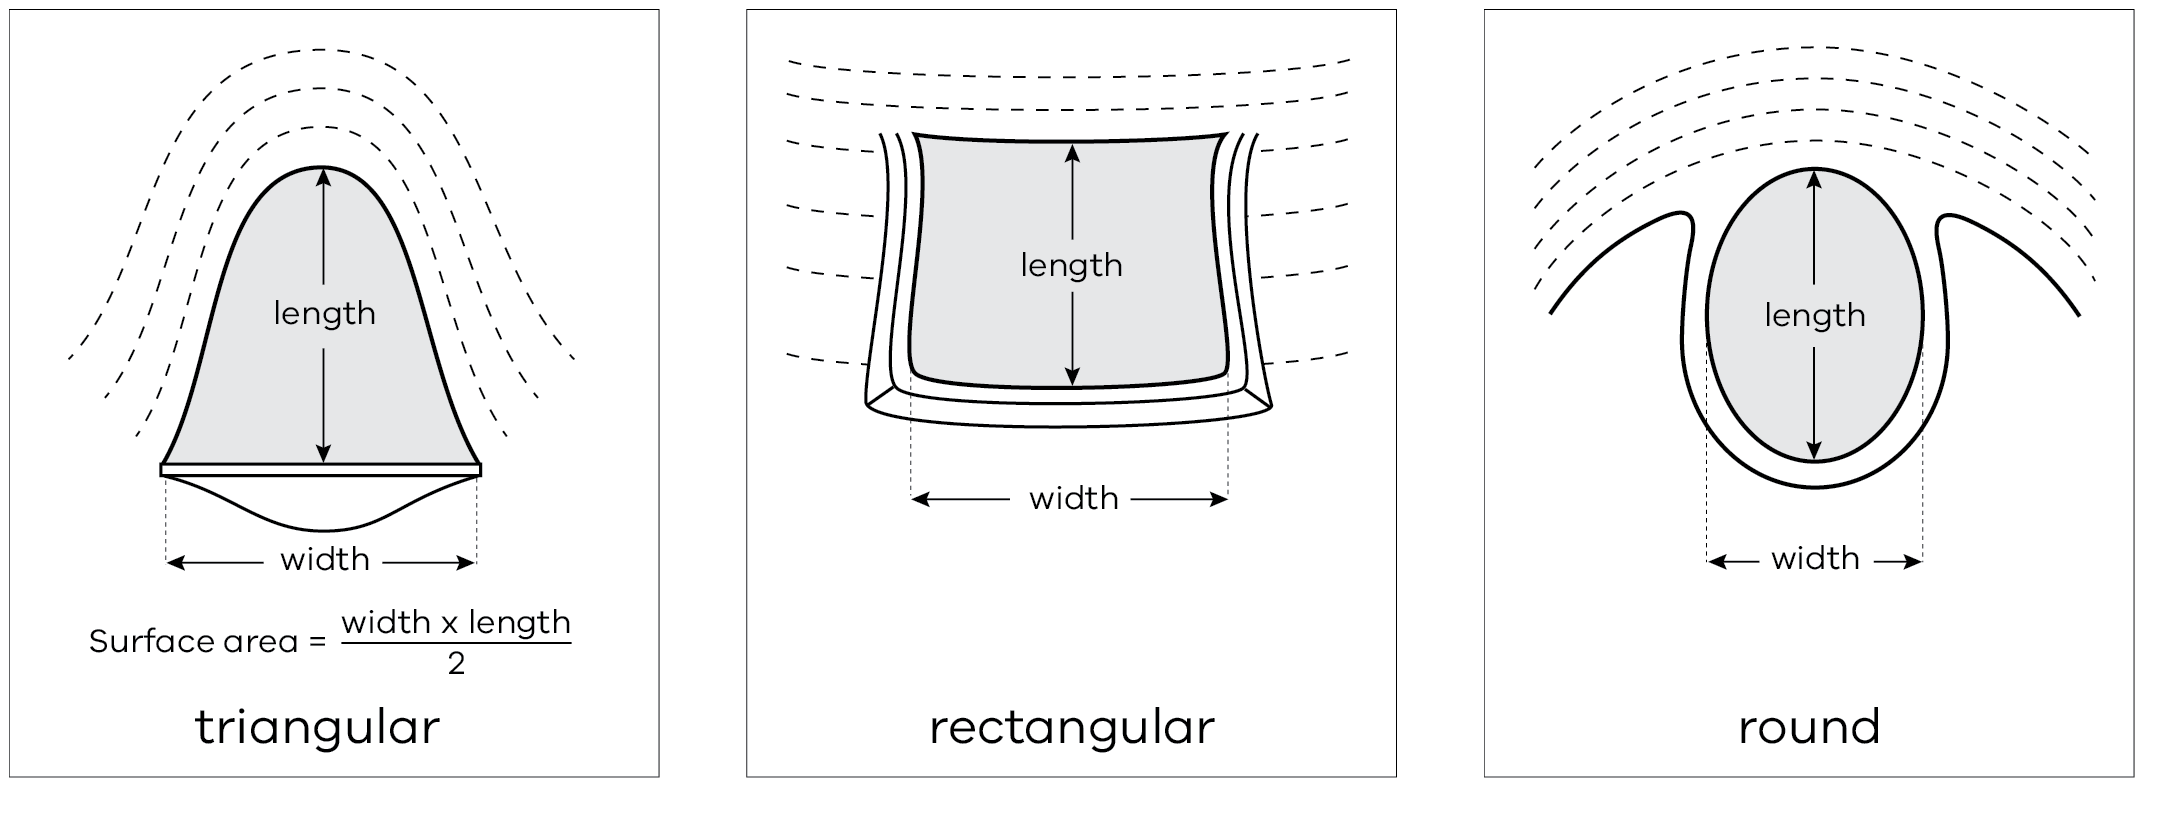 length
width
Surface area = width x length
2
triangular
length
width
rectangular
length
width
round